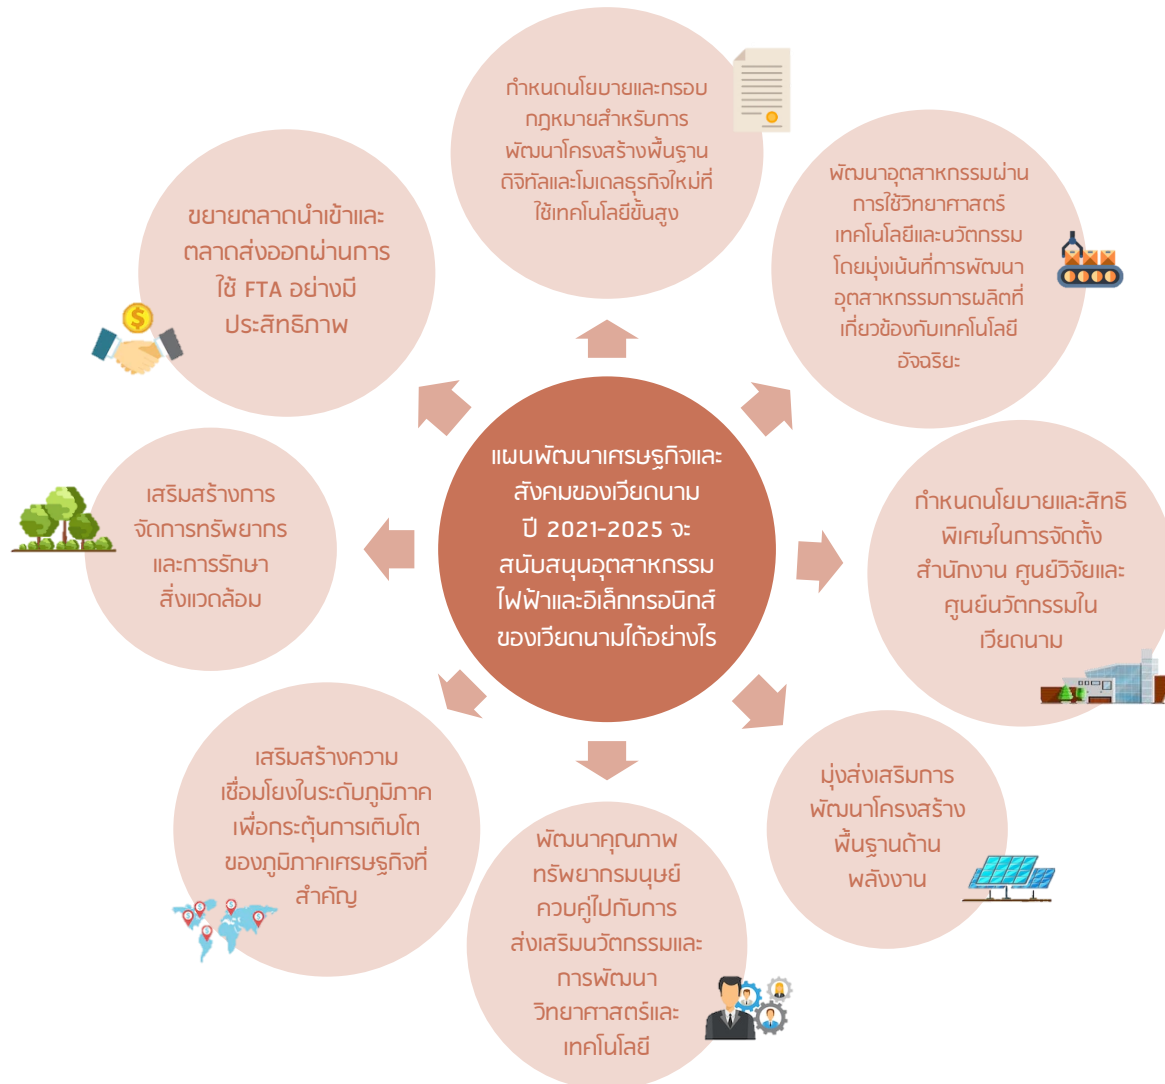 กำหนดนโยบายและกรอบ
กฎหมายสำหรับการ
พัฒนาโครงสร้างพื้นฐาน
ดิจิทัลและโมเดลธุรกิจใหม่ที่
ใช้เทคโนโลยีขั้นสูง
พัฒนาอุตสาหกรรมผ่าน
การใช้วิทยาศาสตร์
เทคโนโลยีและนวัตกรรม
โดยมุ่งเน้นที่การพัฒนา
อุตสาหกรรมการผลิตที่
เกี่ยวข้องกับเทคโนโลยี
อัจฉริยะ
กำหนดนโยบายและสิทธิ
พิเศษในการจัดตั้ง
สำนักงาน ศูนย์วิจัยและ
ศูนย์นวัตกรรมใน
เวียดนาม
มุ่งส่งเสริมการ
พัฒนาโครงสร้าง
พื้นฐานด้าน
พลังงาน
พัฒนาคุณภาพ
ทรัพยากรมนุษย์
ควบคู่ไปกับการ
ส่งเสริมนวัตกรรมและ
การพัฒนา
วิทยาศาสตร์และ
เทคโนโลยี
เสริมสร้างความ
เชื่อมโยงในระดับภูมิภาค
เพื่อกระตุ้นการเติบโต
ของภูมิภาคเศรษฐกิจที่
สำคัญ
เสริมสร้างการ
จัดการทรัพยากร
และการรักษา
สิ่งแวดล้อม
ขยายตลาดนำเข้าและ
ตลาดส่งออกผ่านการ
ใช้ FTA อย่างมี
ประสิทธิภาพ
แผนพัฒนาเศรษฐกิจและ
สังคมของเวียดนาม
ปี 2021-2025 จะ
สนับสนุนอุตสาหกรรม
ไฟฟ้าและอิเล็กทรอนิกส์
ของเวียดนามได้อย่างไร